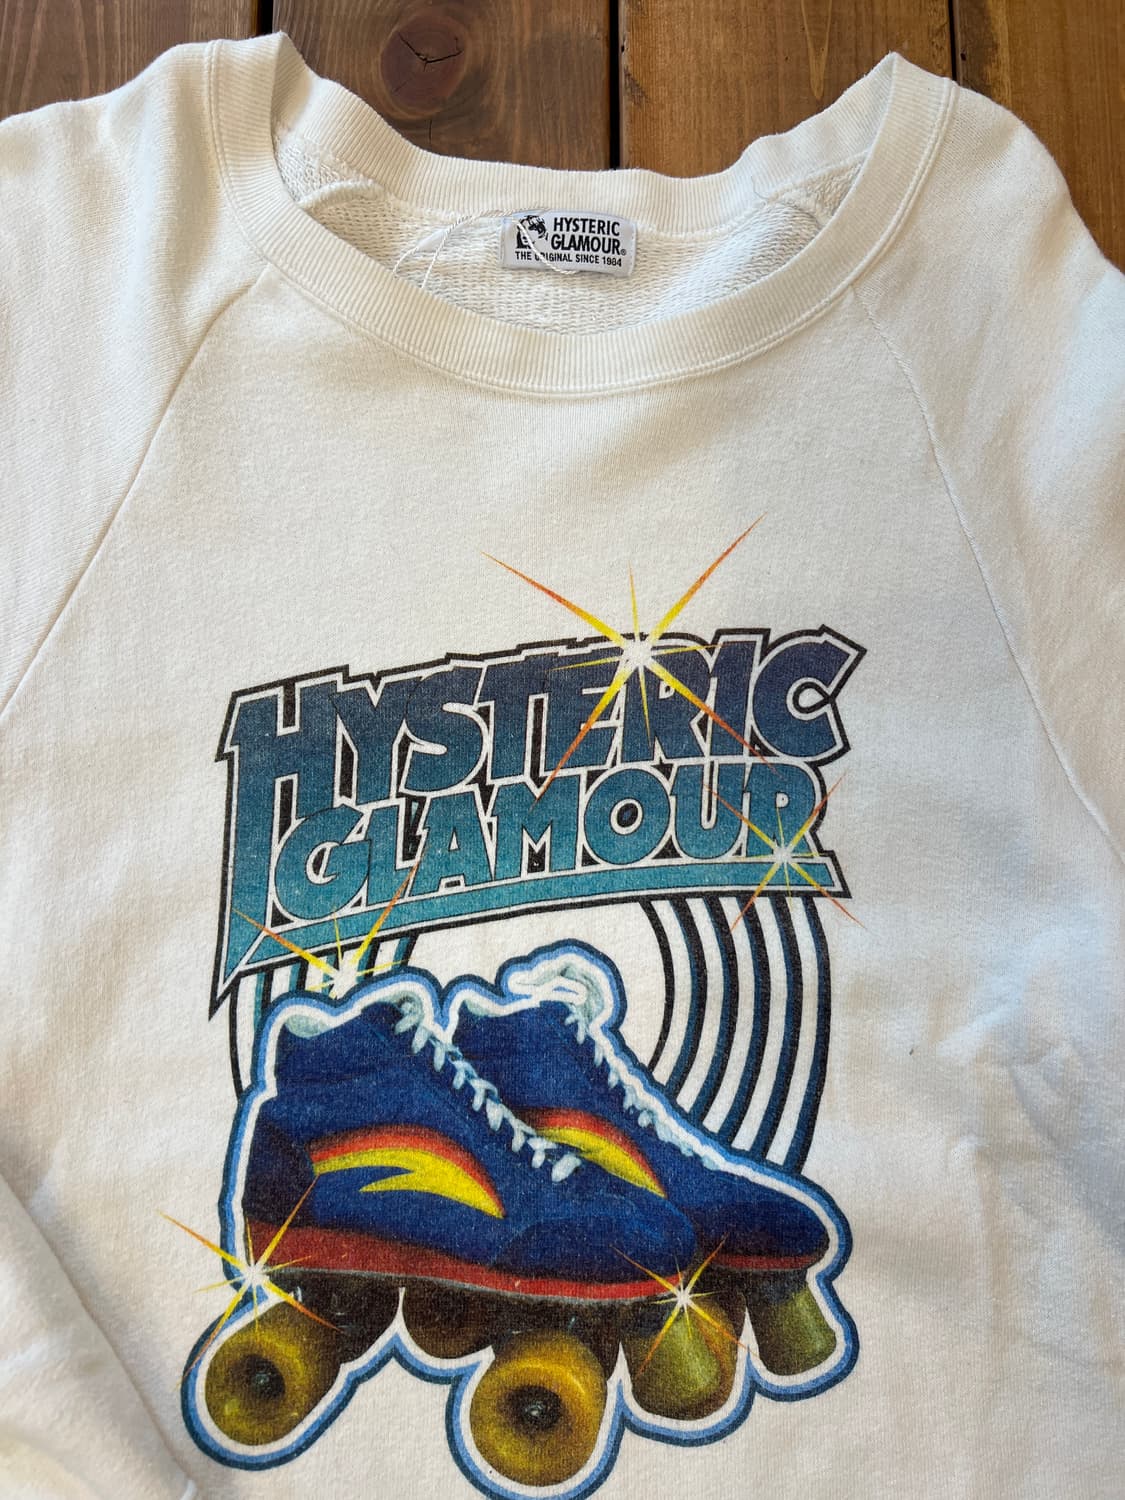 HYSTERIC
GLAMOUR®
THE ORIGINAL SINCE 1984
HYSTERIC
GLAMOUR